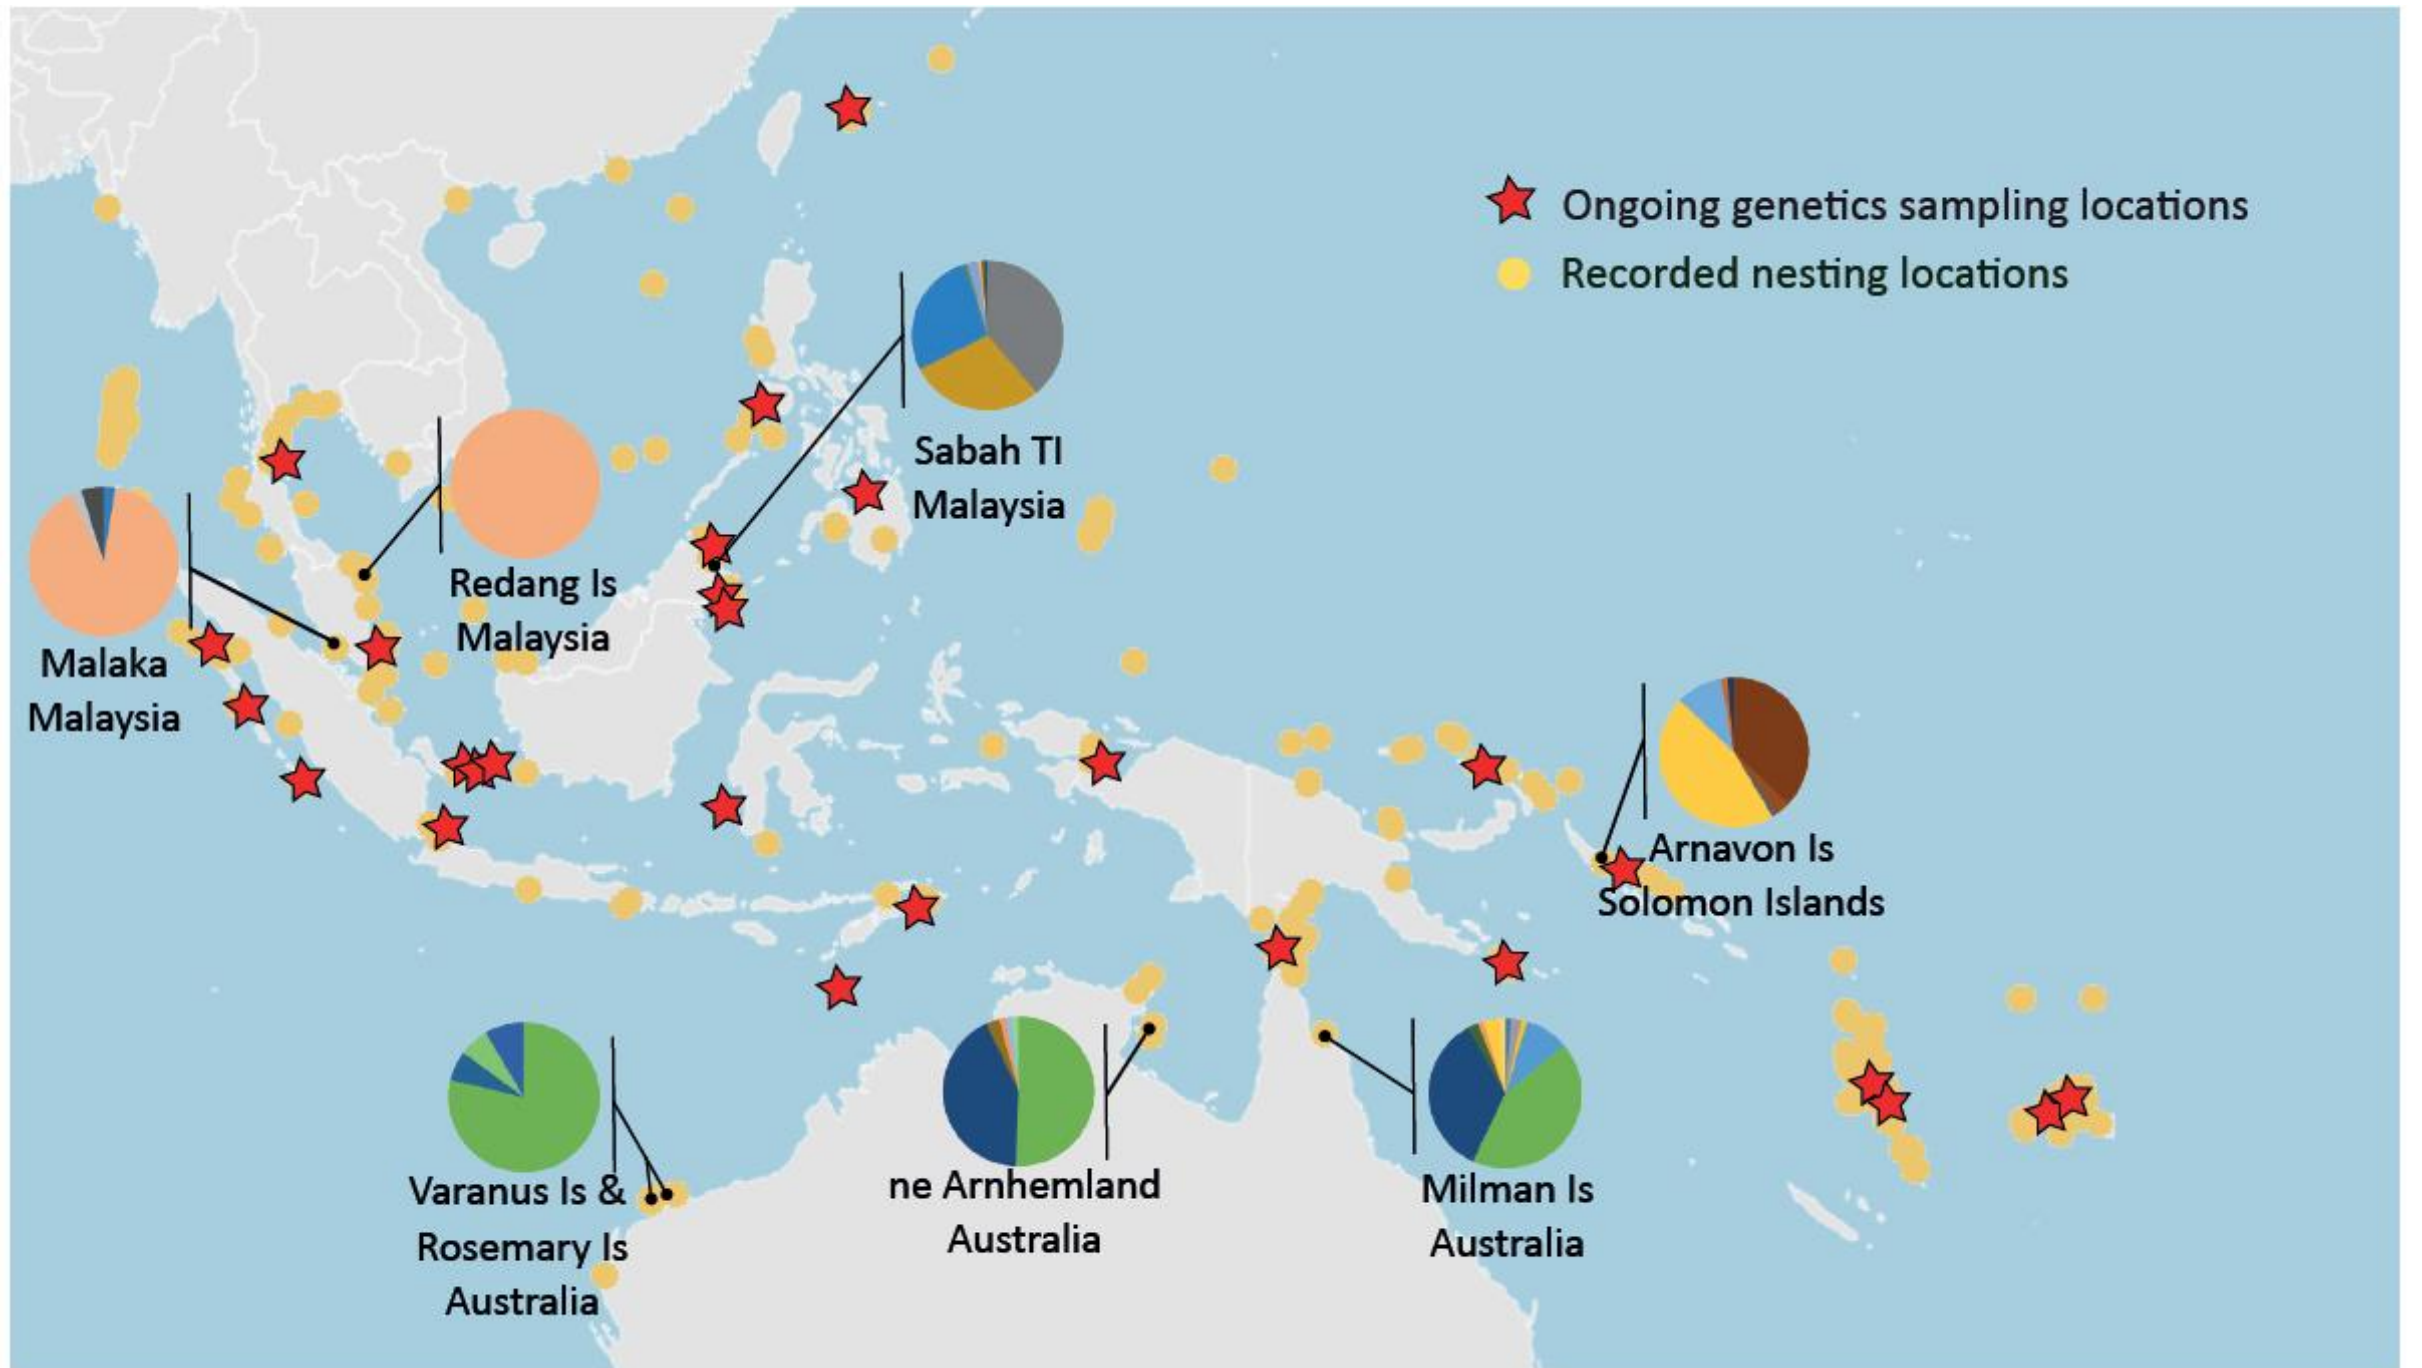 Ongoing genetics sampling locations
Recorded nesting locations
Sabah TI
Malaysia
Redang Is
Malaysia
Malaka
Malaysia
Arnavon Is
Solomon Islands
Varanus Is &
Rosemary Is
Australia
ne Arnhemland
Australia
Milman Is
Australia